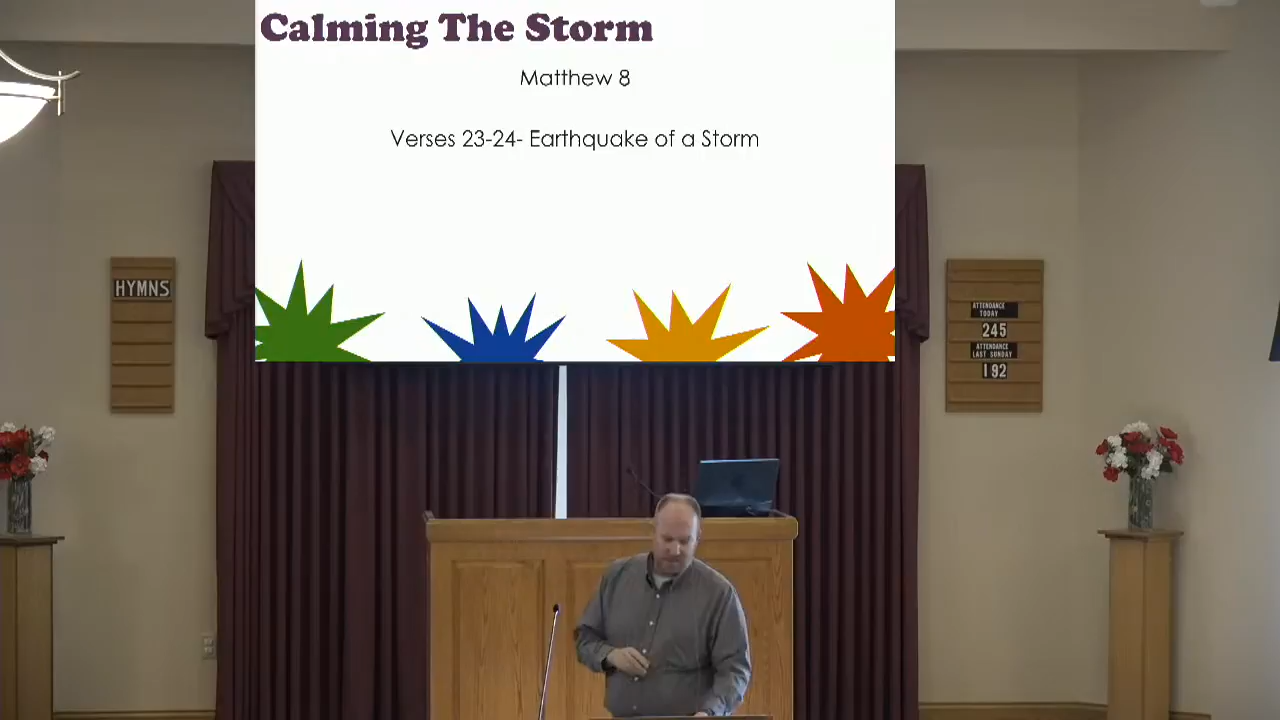 Calming The Storm
Matthew 8
Verses 23-24- Earthquake of a Storm
HYMNS
ATTENDANCE
TODAY
245
ATTENDANCE
LAST SUNDAY
192